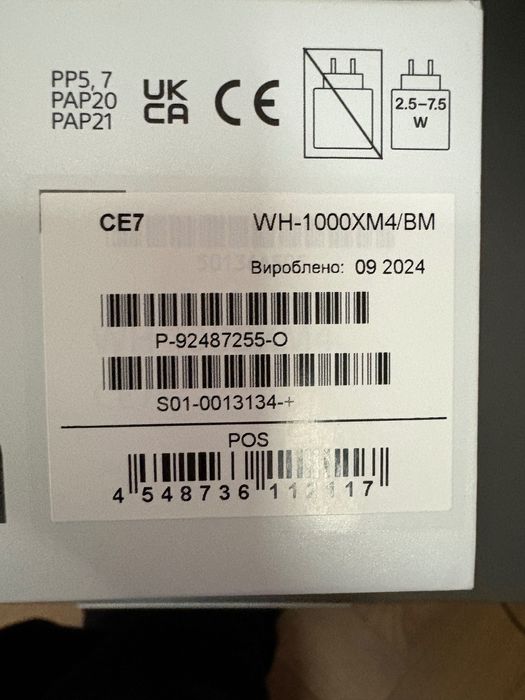 PP5, 7
PAP20
PAP21
UK
CA
CE
2.5–7.5
W
CE7
WH-1000XM4/BM
Вироблено: 09 2024
P-92487255-O
S01-0013134-+
POS
4 548736 112117